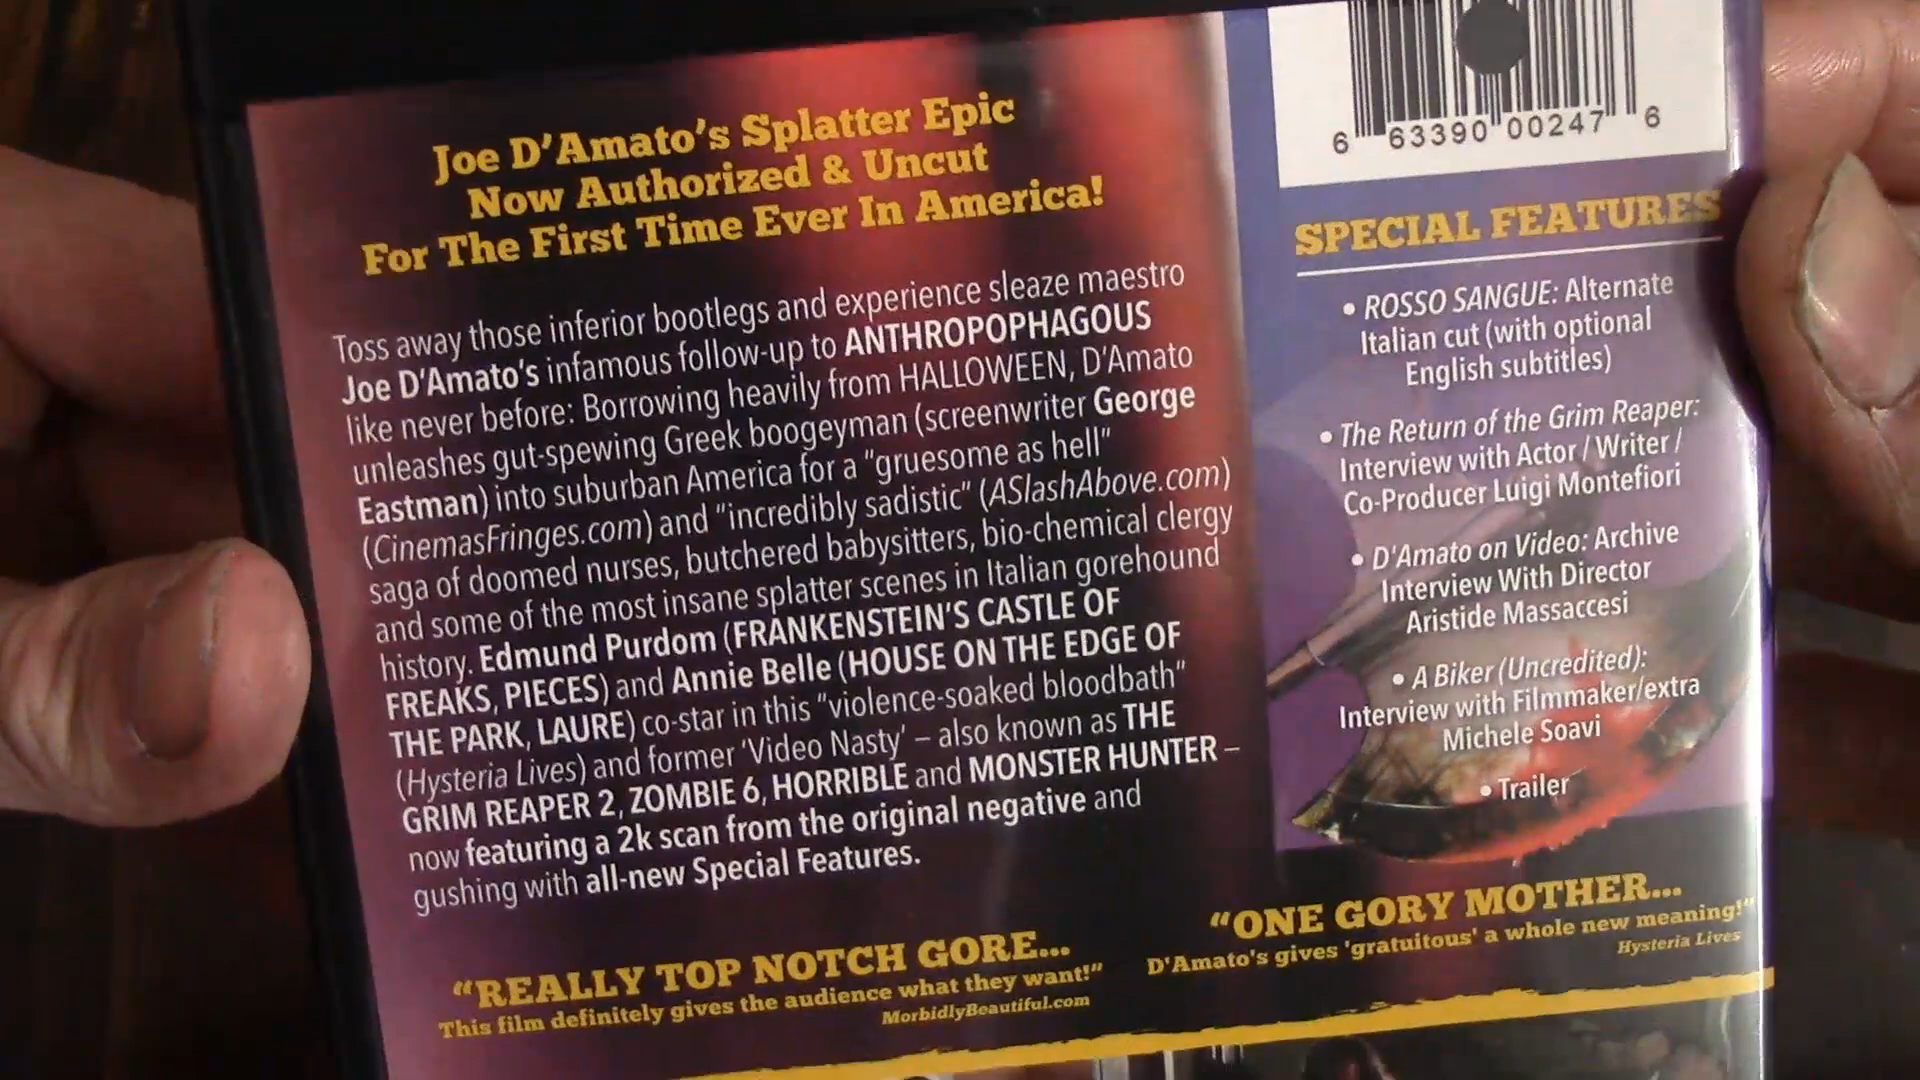 Joe D'Amato's Splatter Epic
Now Authorized & Uncut
For The First Time Ever In America!
Toss away those inferior bootlegs and experience sleaze maestro
Joe D'Amato's infamous follow-up to ANTHROPOPHAGOUS
like never before: Borrowing heavily from HALLOWEEN, D'Amato
unleashes gut-spewing Greek boogeyman (screenwriter George
Eastman) into suburban America for a "gruesome as hell"
(CinemasFringes.com) and "incredibly sadistic" (ASlashAbove.com)
saga of doomed nurses, butchered babysitters, bio-chemical clergy
and some of the most insane splatter scenes in Italian gorehound
history. Edmund Purdom (FRANKENSTEIN'S CASTLE OF
FREAKS, PIECES) and Annie Belle (HOUSE ON THE EDGE OF
THE PARK, LAURE) co-star in this "violence-soaked bloodbath"
(Hysteria Lives) and former 'Video Nasty' – also known as THE
GRIM REAPER 2, ZOMBIE 6, HORRIBLE and MONSTER HUNTER –
now featuring a 2k scan from the original negative and
gushing with all-new Special Features.
"REALLY TOP NOTCH GORE...
This film definitely gives the audience what they want!"
MorbidlyBeautiful.com
6 63390 00247 6
SPECIAL FEATURES
• ROSSO SANGUE: Alternate
Italian cut (with optional
English subtitles)
• The Return of the Grim Reaper:
Interview with Actor / Writer /
Co-Producer Luigi Montefiori
• D'Amato on Video: Archive
Interview With Director
Aristide Massaccesi
• A Biker (Uncredited):
Interview with Filmmaker/extra
Michele Soavi
• Trailer
"ONE GORY MOTHER...
D'Amato's gives 'gratuitous' a whole new meaning!"
Hysteria Lives